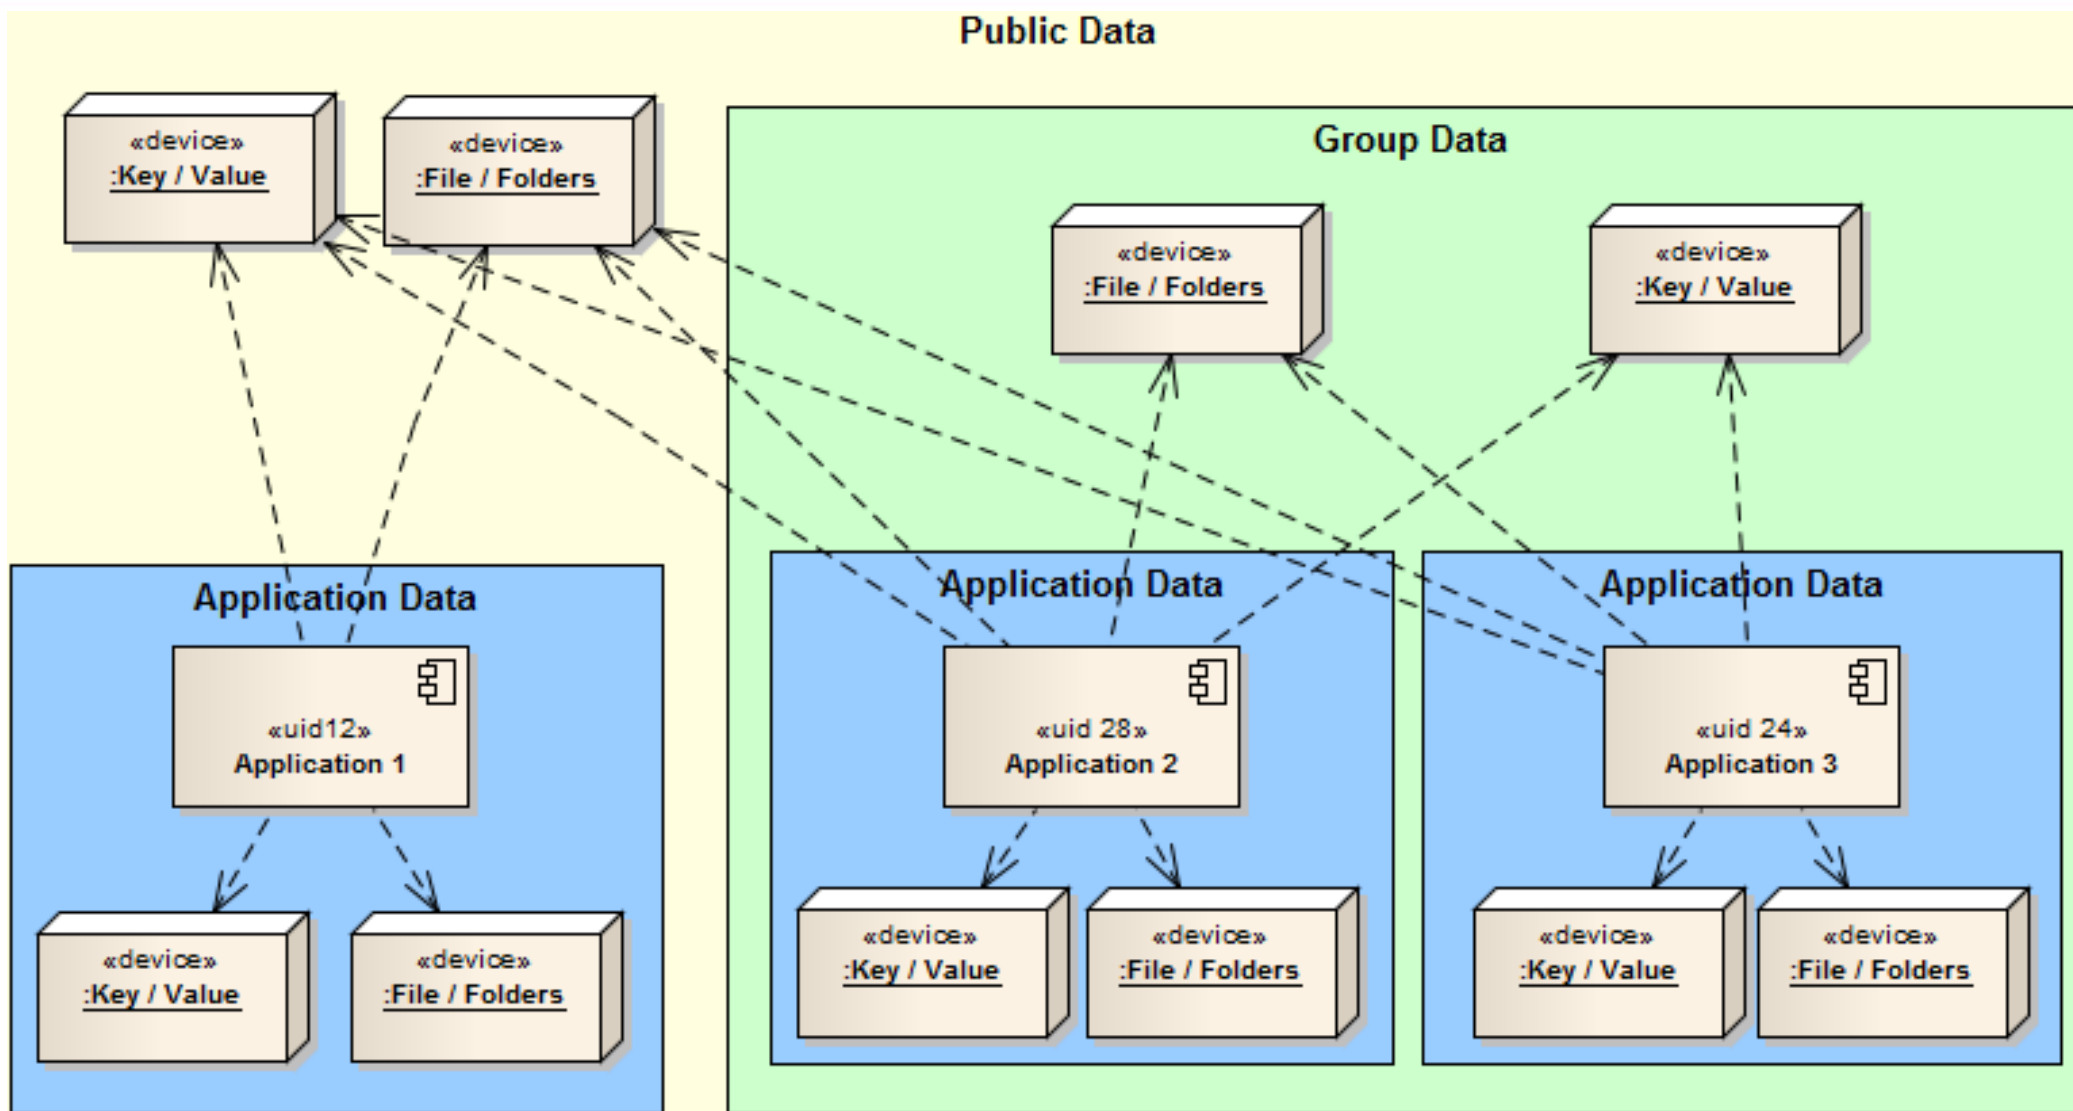 Public Data
«device»
:Key / Value
«device»
:File / Folders
Group Data
«device»
:File / Folders
«device»
:Key / Value
Application Data
«uid12»
Application 1
«device»
:Key / Value
«device»
:File / Folders
Application Data
«uid 28»
Application 2
«device»
:Key / Value
«device»
:File / Folders
Application Data
«uid 24»
Application 3
«device»
:Key / Value
«device»
:File / Folders